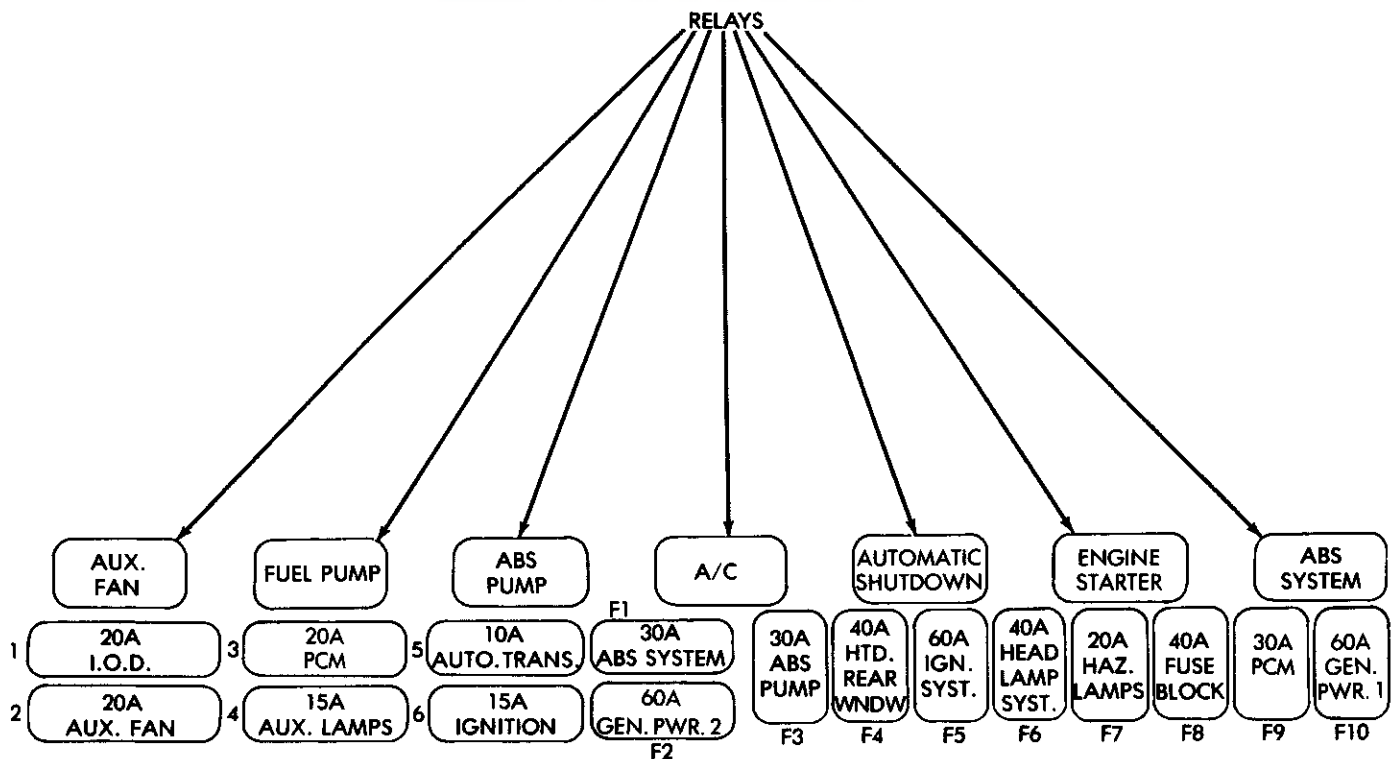 RELAYS
AUX.
FAN
FUEL PUMP
ABS
PUMP
A/C
AUTOMATIC
SHUTDOWN
ENGINE
STARTER
ABS
SYSTEM
1
20A
I.O.D.
3
20A
PCM
5
10A
AUTO. TRANS.
F1
30A
ABS SYSTEM
2
20A
AUX. FAN
4
15A
AUX. LAMPS
6
15A
IGNITION
60A
GEN. PWR. 2
F2
30A
ABS
PUMP
F3
40A
HTD.
REAR
WNDW
F4
60A
IGN.
SYST.
F5
40A
HEAD
LAMP
SYST.
F6
20A
HAZ.
LAMPS
F7
40A
FUSE
BLOCK
F8
30A
PCM
F9
60A
GEN.
PWR. 1
F10